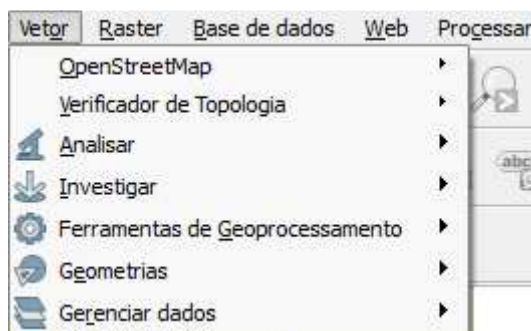 Vetor Raster Base de dados Web Processar
OpenStreetMap
Verificador de Topologia
Analisar
Investigar
Ferramentas de Geoprocessamento
Geometrias
Gerenciar dados
abc